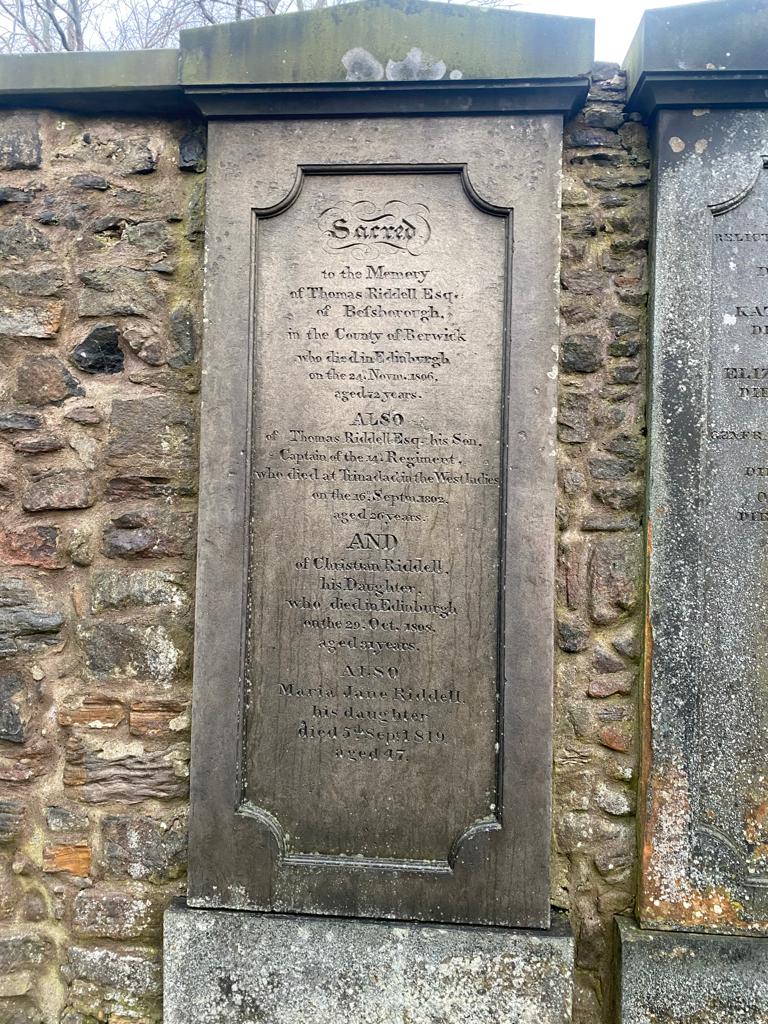 Sacred
to the Memory
of Thomas Riddell Esq.
of Beſsborough,
in the County of Berwick
who died in Edinburgh
on the 24. Novm. 1806,
aged 72 years.
ALSO
of Thomas Riddell Esq. his Son,
Captain of the 14. Regiment,
who died at Trinadad in the West Indies
on the 16. Septm. 1802,
aged 26 years.
AND
of Christian Riddell,
his Daughter,
who died in Edinburgh
on the 29. Oct. 1808,
aged 31 years.
ALSO
Maria Jane Riddell,
his daughter
died 5th Sept 1819
aged 47.
RELICT